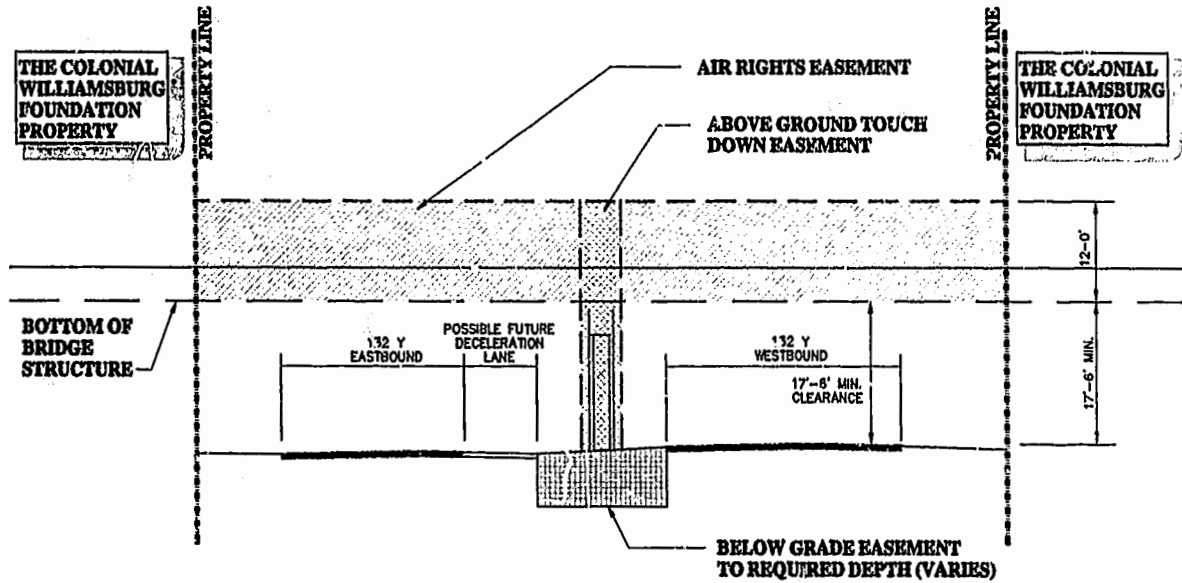 THE COLONIAL
WILLIAMSBURG
FOUNDATION
PROPERTY
PROPERTY LINE
AIR RIGHTS EASEMENT
ABOVE GROUND TOUCH
DOWN EASEMENT
PROPERTY LINE
THE COLONIAL
WILLIAMSBURG
FOUNDATION
PROPERTY
12-0'
BOTTOM OF
BRIDGE
STRUCTURE
132 Y
EASTBOUND
POSSIBLE FUTURE
DECELERATION
LANE
132 Y
WESTBOUND
17'-6' MIN.
CLEARANCE
17'-6' MIN.
BELOW GRADE EASEMENT
TO REQUIRED DEPTH (VARIES)